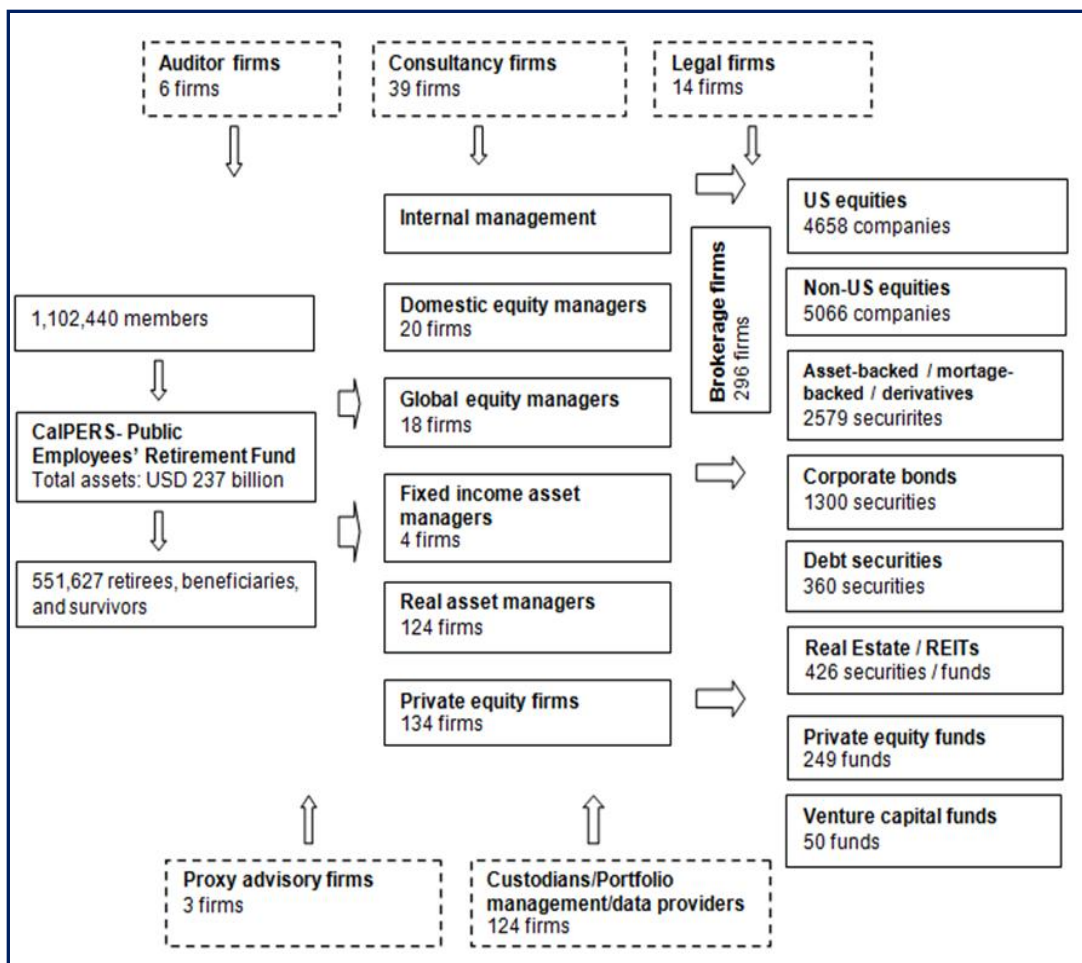 Auditor firms
6 firms
Consultancy firms
39 firms
Legal firms
14 firms
1,102,440 members
CalPERS- Public
Employees’ Retirement Fund
Total assets: USD 237 billion
551,627 retirees, beneficiaries,
and survivors
Internal management
Domestic equity managers
20 firms
Global equity managers
18 firms
Fixed income asset
managers
4 firms
Real asset managers
124 firms
Private equity firms
134 firms
Brokerage firms
296 firms
US equities
4658 companies
Non-US equities
5066 companies
Asset-backed / mortage-
backed / derivatives
2579 securirites
Corporate bonds
1300 securities
Debt securities
360 securities
Real Estate / REITs
426 securities / funds
Private equity funds
249 funds
Venture capital funds
50 funds
Proxy advisory firms
3 firms
Custodians/Portfolio
management/data providers
124 firms